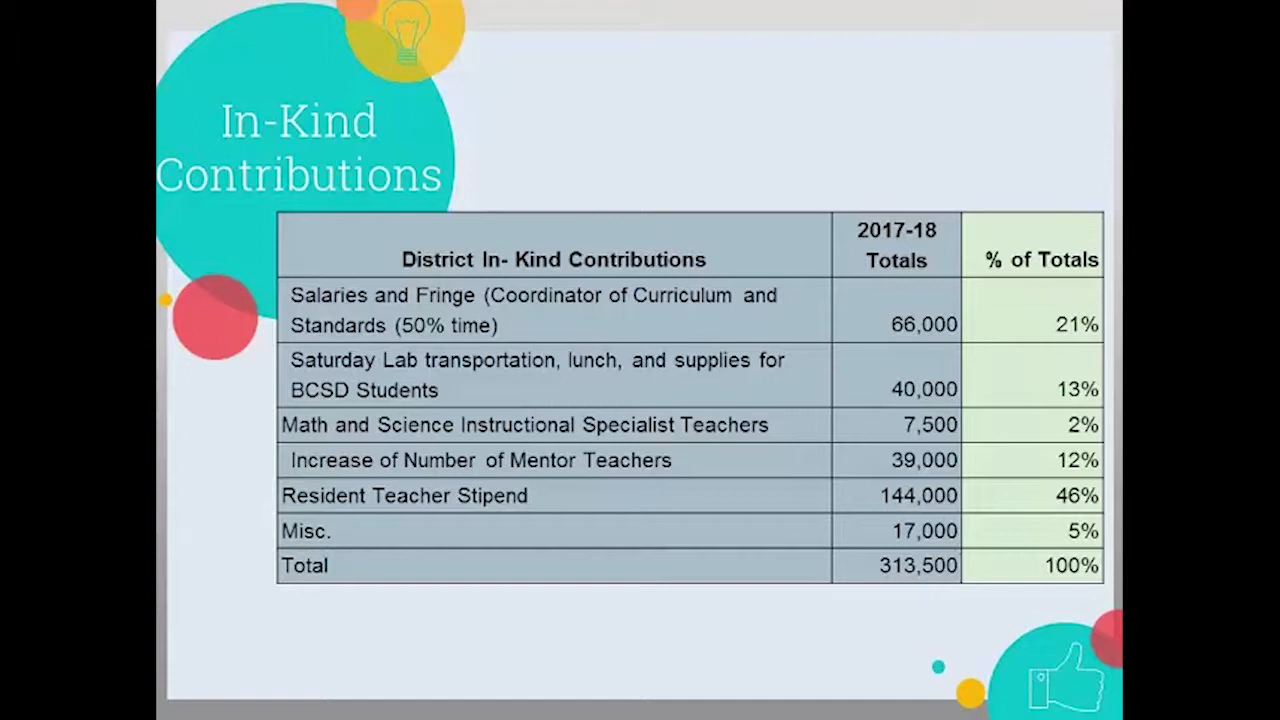 In-Kind
Contributions
District In- Kind Contributions
2017-18
Totals
% of Totals
Salaries and Fringe (Coordinator of Curriculum and
Standards (50% time)
66,000
21%
Saturday Lab transportation, lunch, and supplies for
BCSD Students
40,000
13%
Math and Science Instructional Specialist Teachers
7,500
2%
Increase of Number of Mentor Teachers
39,000
12%
Resident Teacher Stipend
144,000
46%
Misc.
17,000
5%
Total
313,500
100%